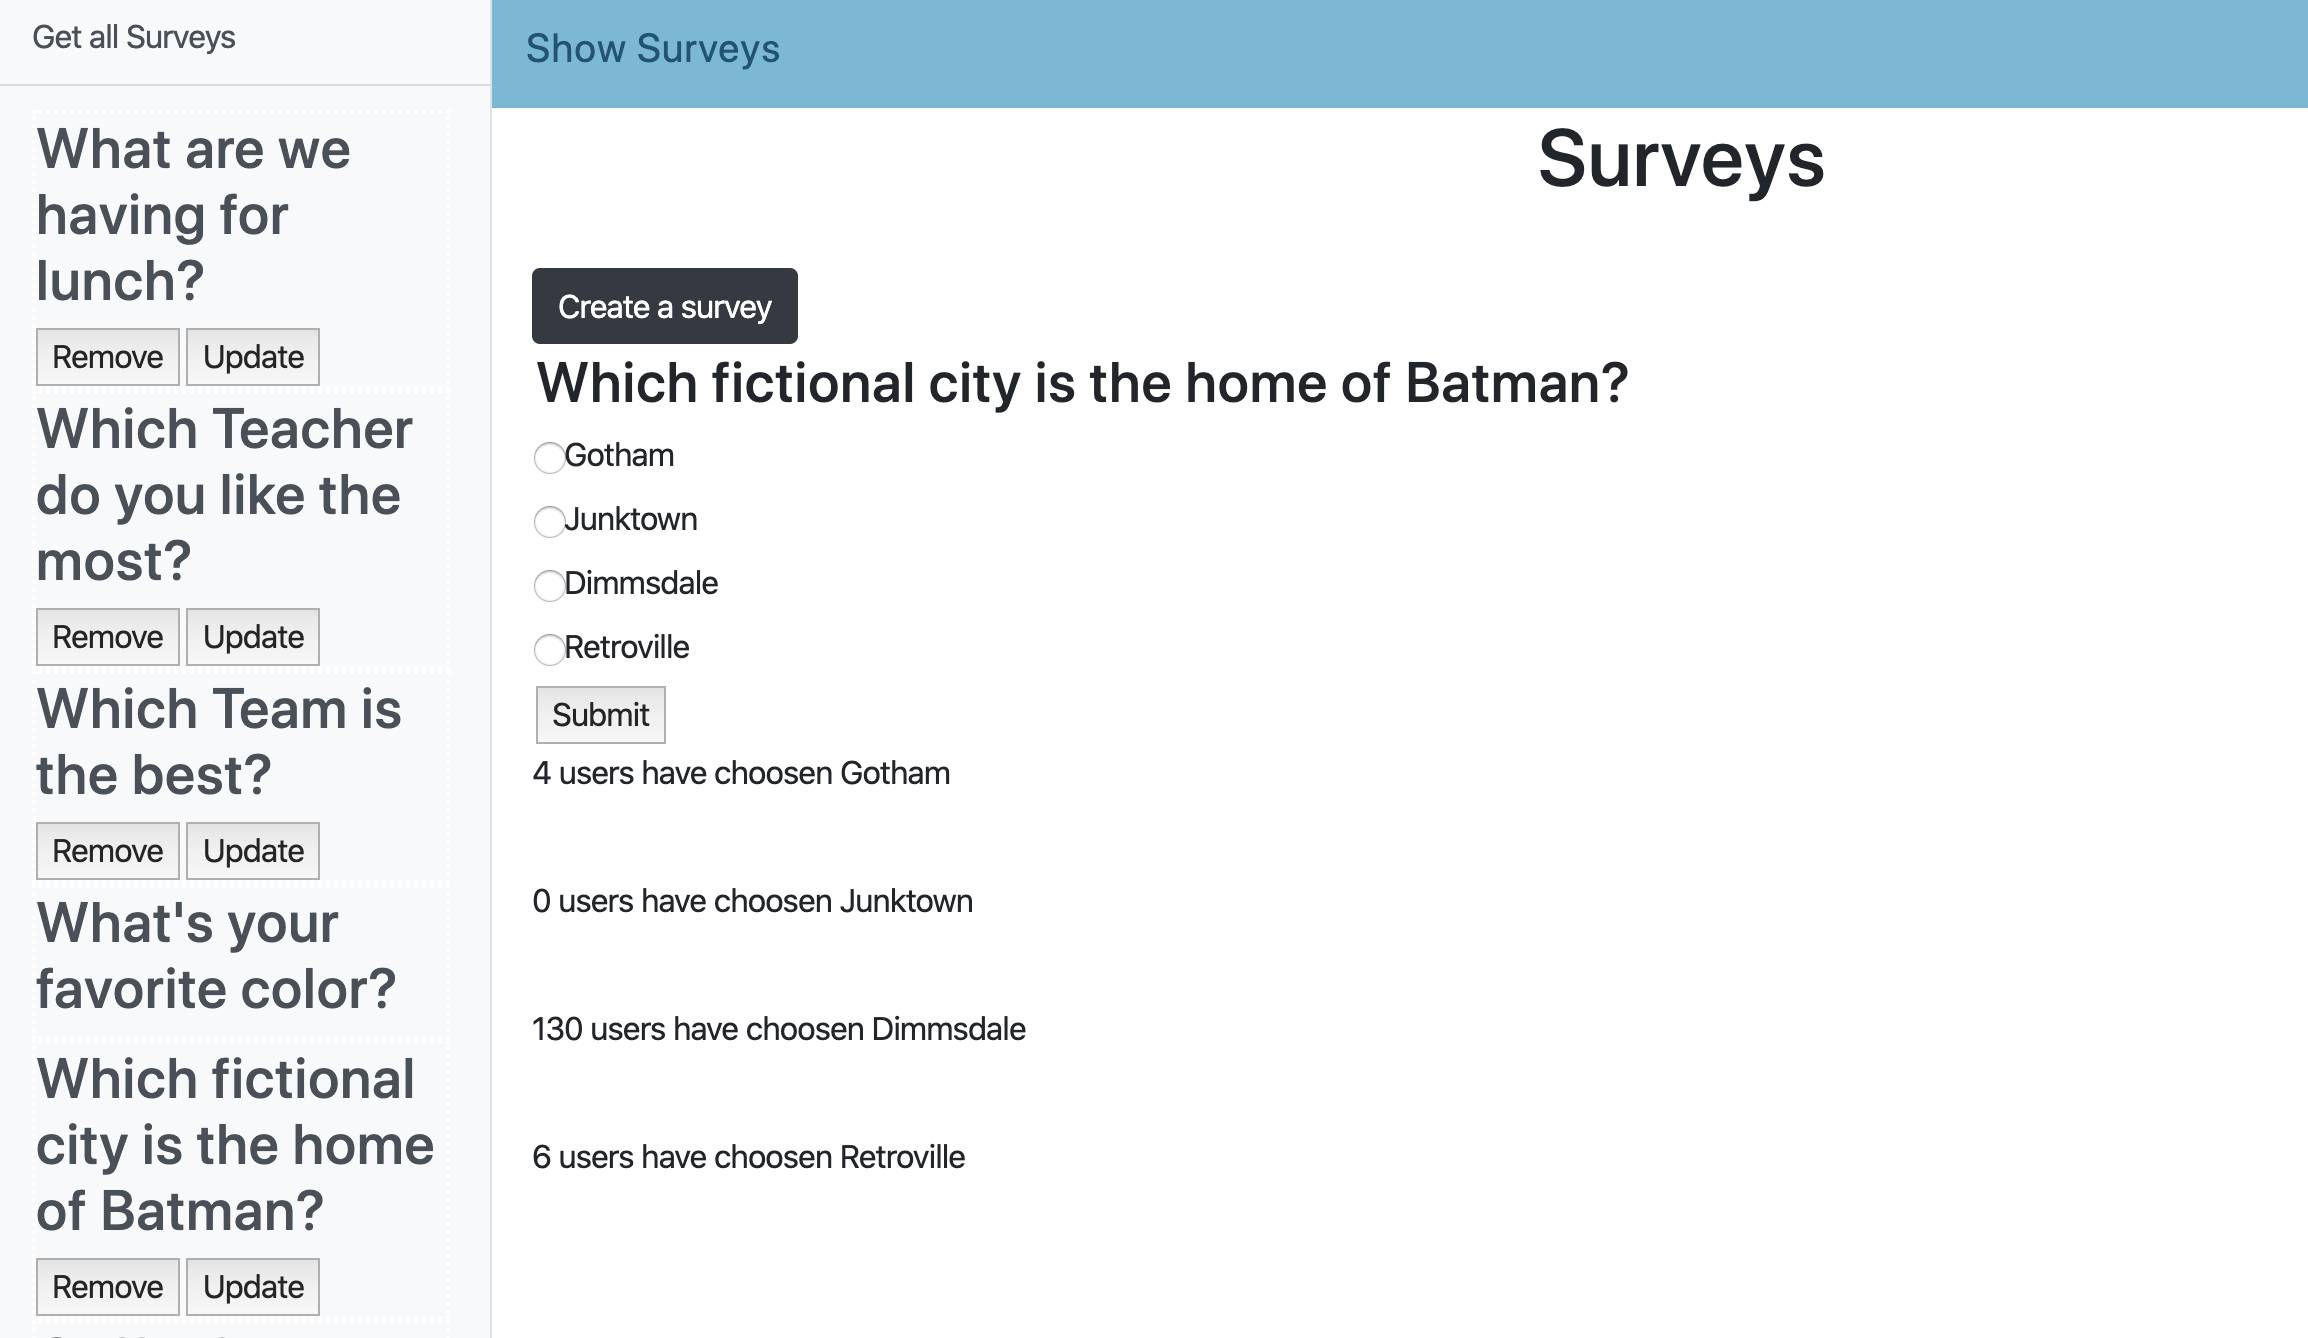 Get all Surveys
What are we
having for
lunch?
Remove Update
Which Teacher
do you like the
most?
Remove Update
Which Team is
the best?
Remove Update
What's your
favorite color?
Which fictional
city is the home
of Batman?
Remove Update
Show Surveys
Surveys
Create a survey
Which fictional city is the home of Batman?
Gotham
Junktown
Dimmsdale
Retroville
Submit
4 users have choosen Gotham
0 users have choosen Junktown
130 users have choosen Dimmsdale
6 users have choosen Retroville